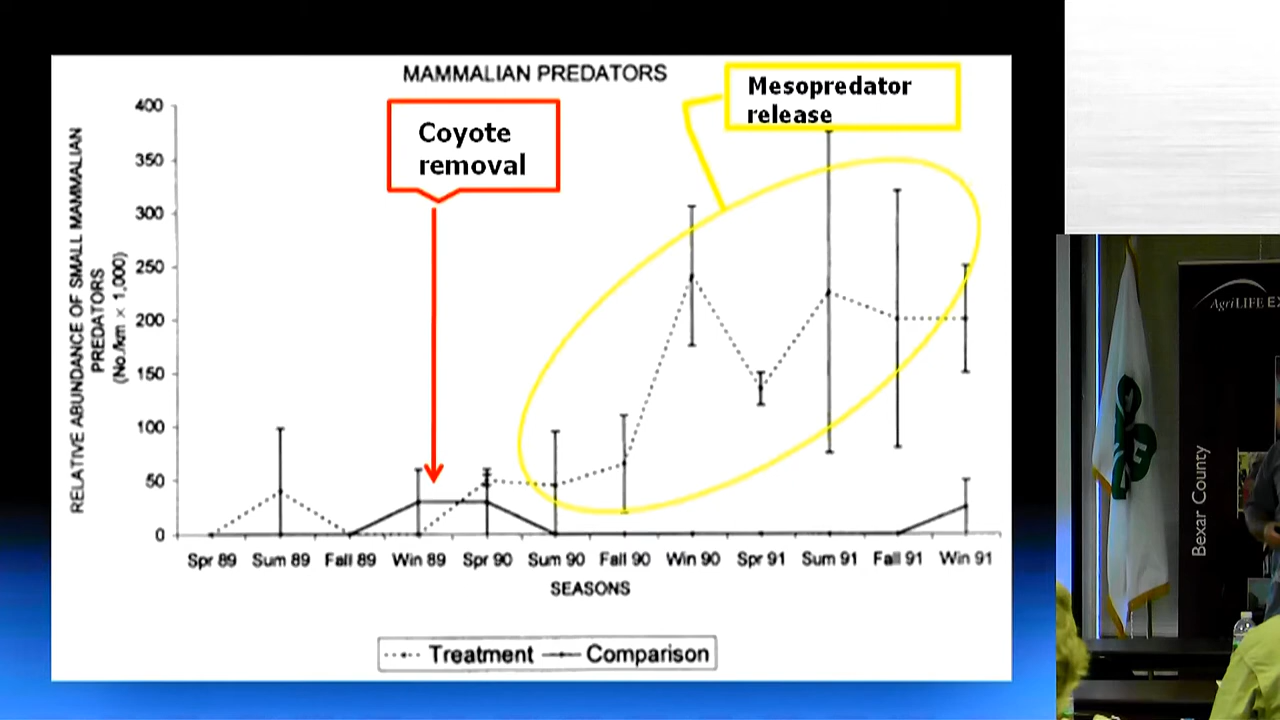 MAMMALIAN PREDATORS
Mesopredator
release
Coyote
removal
RELATIVE ABUNDANCE OF SMALL MAMMALIAN
PREDATORS
(No./km × 1,000)
400
350
300
250
200
150
100
50
0
Spr 89 Sum 89 Fall 89 Win 89 Spr 90 Sum 90 Fall 90 Win 90 Spr 91 Sum 91 Fall 91 Win 91
SEASONS
Treatment Comparison
AgriLIFE
Bexar County